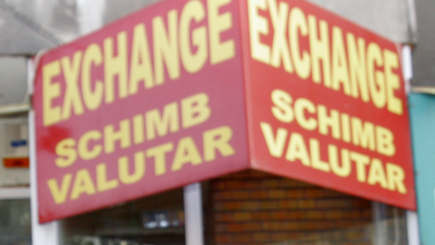 EXCHANGE
SCHIMB
VALUTAR
EXCHANGE
SCHIMB
VALUTAR